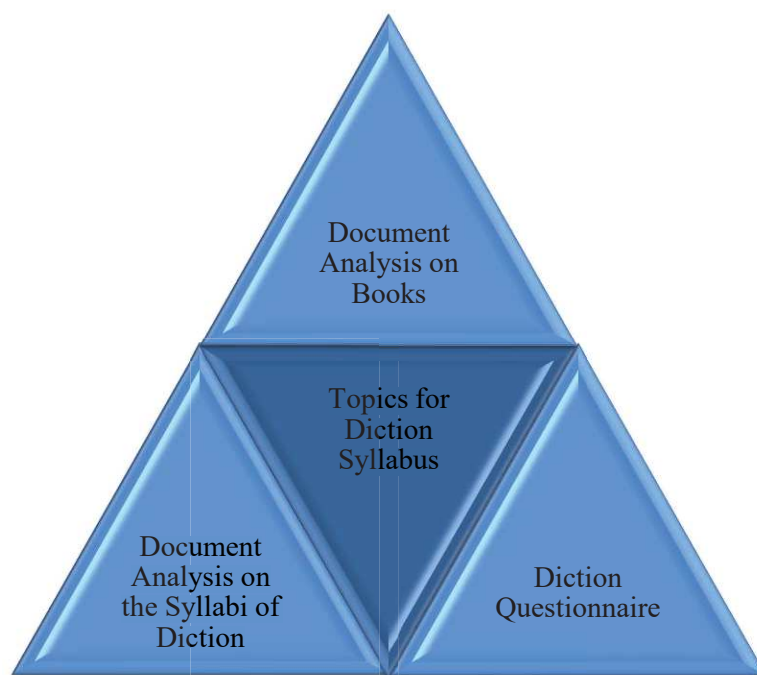 Document
Analysis on
Books
Topics for
Diction
Syllabus
Document
Analysis on
the Syllabi of
Diction
Diction
Questionnaire